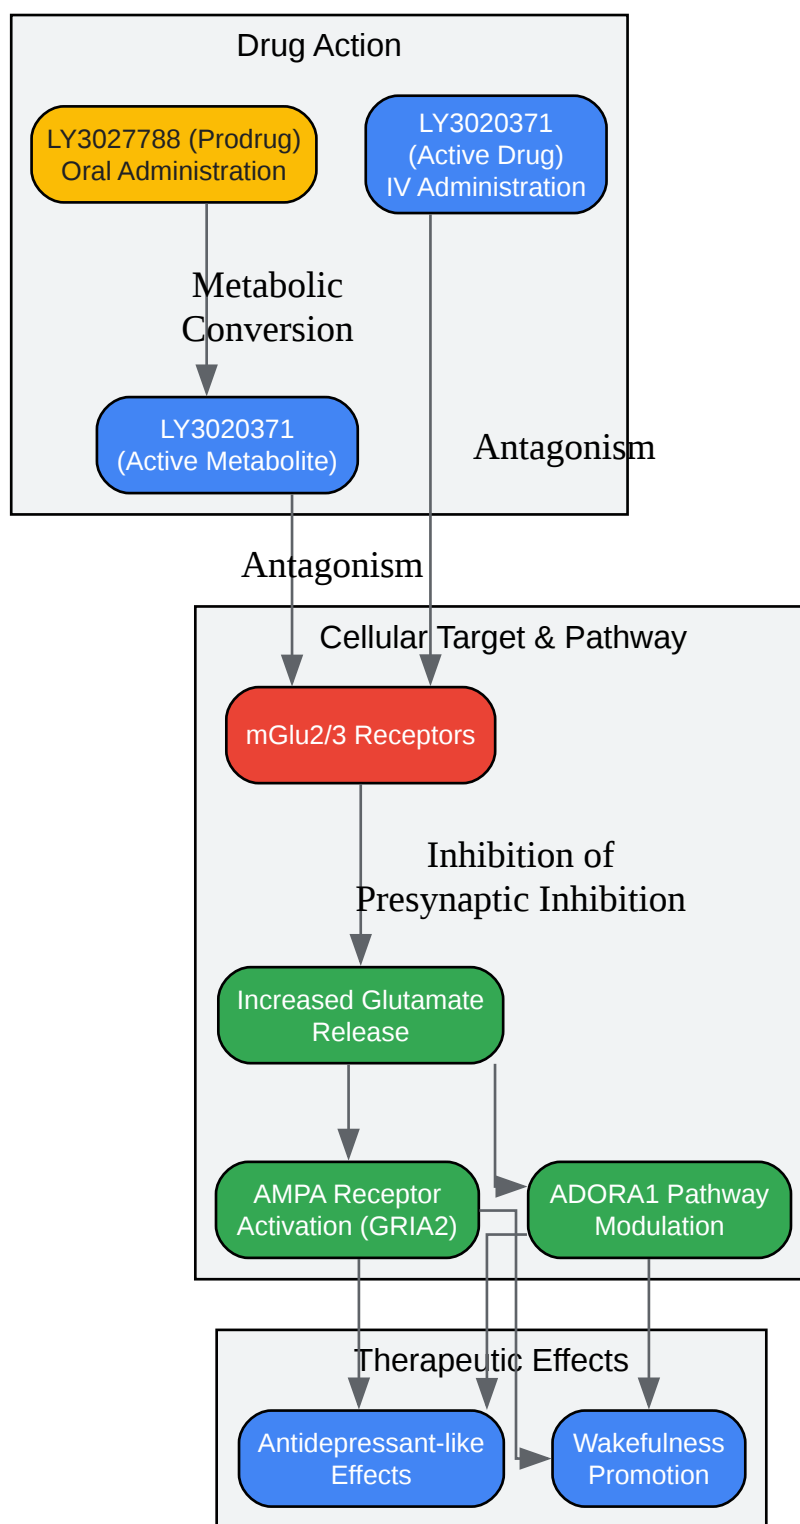 Drug Action
LY3027788 (Prodrug)
Oral Administration
LY3020371
(Active Drug)
IV Administration
Metabolic
Conversion
LY3020371
(Active Metabolite)
Antagonism
Antagonism
Cellular Target & Pathway
mGlu2/3 Receptors
Inhibition of
Presynaptic Inhibition
Increased Glutamate
Release
AMPA Receptor
Activation (GRIA2)
ADORA1 Pathway
Modulation
Therapeutic Effects
Antidepressant-like
Effects
Wakefulness
Promotion